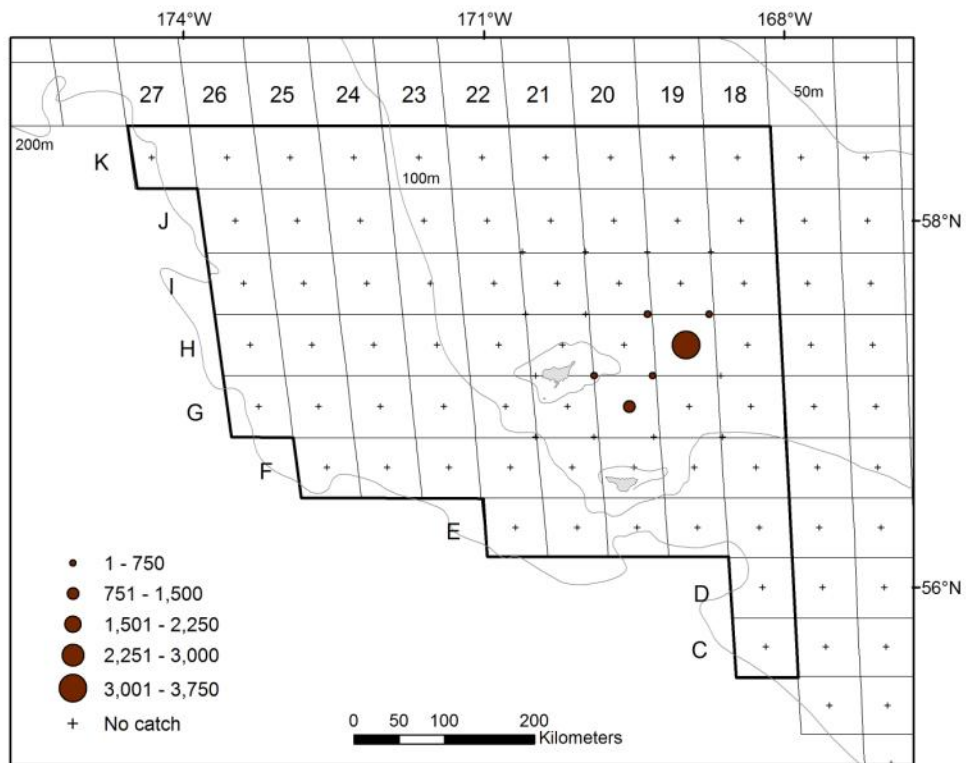 174°W 171°W 168°W
27 26 25 24 23 22 21 20 19 18
50m
200m
K
100m
J
58°N
I
H
G
F
E
D
56°N
C
1 - 750
751 - 1,500
1,501 - 2,250
2,251 - 3,000
3,001 - 3,750
No catch
0 50 100 200
Kilometers